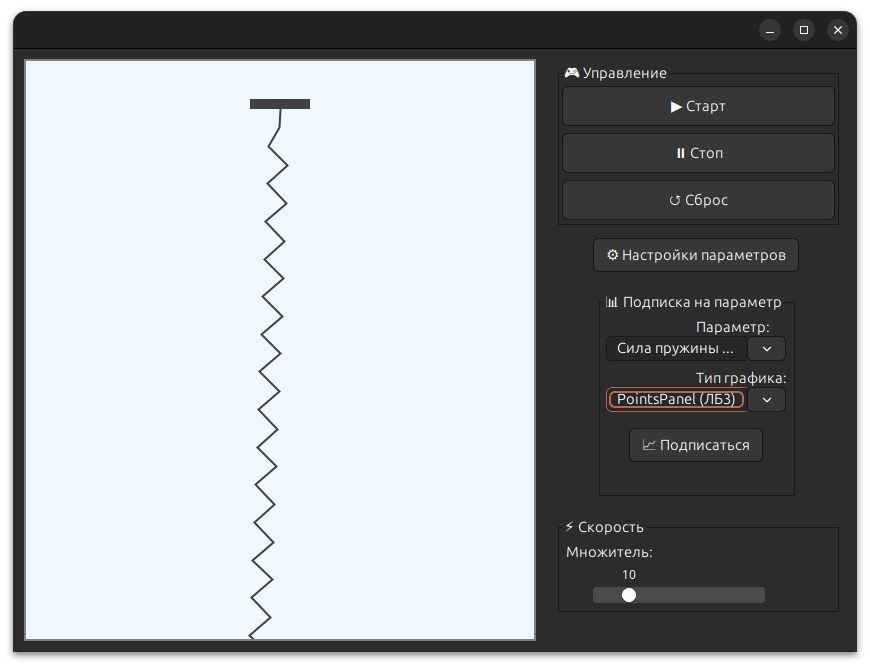 🎮 Управление
▶ Старт
⏸ Стоп
↺ Сброс
⚙ Настройки параметров
📊 Подписка на параметр
Параметр:
Сила пружины ...
Тип графика:
PointsPanel (ЛБ3)
📈 Подписаться
⚡ Скорость
Множитель:
10